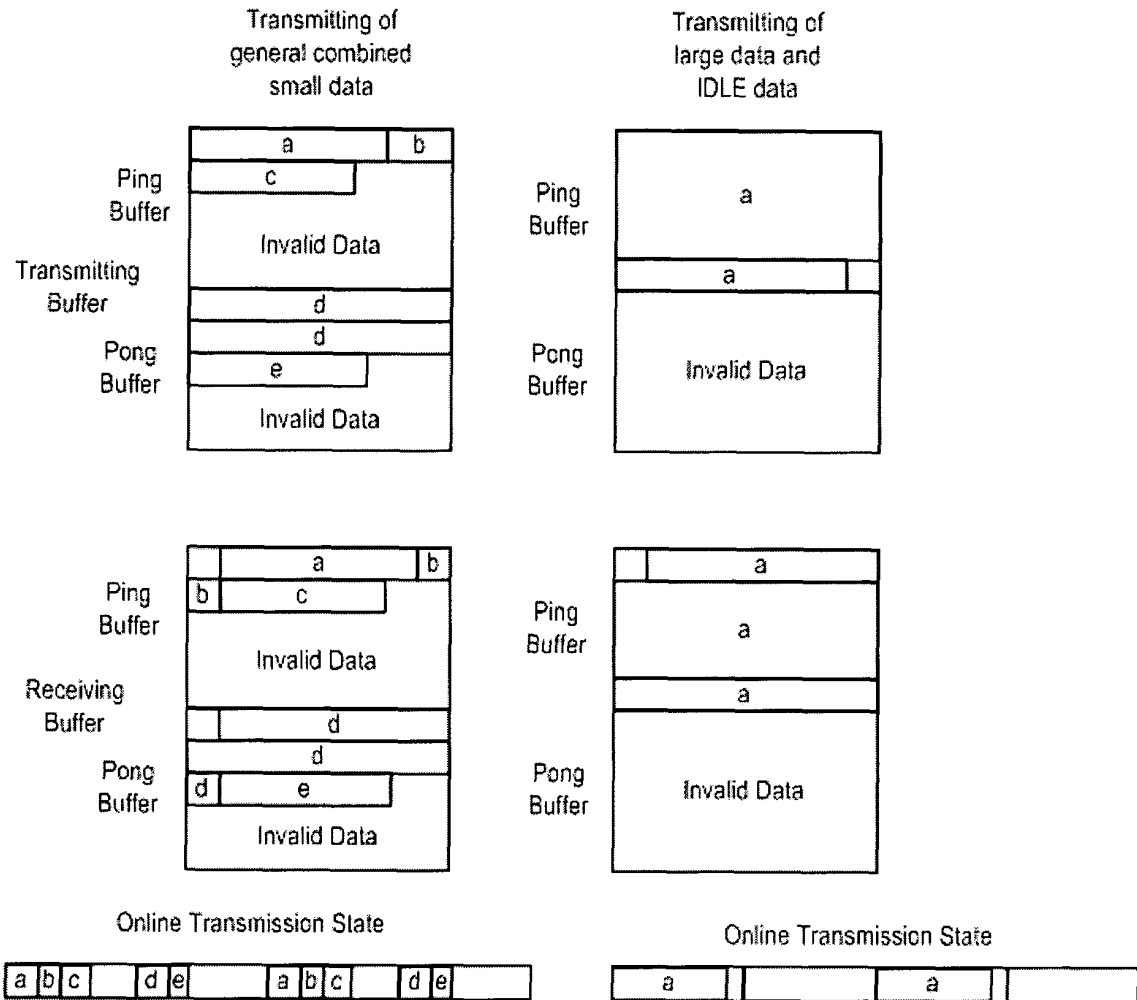 Transmitting of
general combined
small data
Transmitting of
large data and
IDLE data
a b
Ping
Buffer
c
Invalid Data
Transmitting
Buffer
d
d
Pong
Buffer
e
Invalid Data
Ping
Buffer
a
a
Pong
Buffer
Invalid Data
a b
Ping
Buffer
b c
Invalid Data
Receiving
Buffer
d
d
Pong
Buffer
d e
Invalid Data
a
Ping
Buffer
a
a
Pong
Buffer
Invalid Data
Online Transmission State
a b c d e a b c d e
Online Transmission State
a a